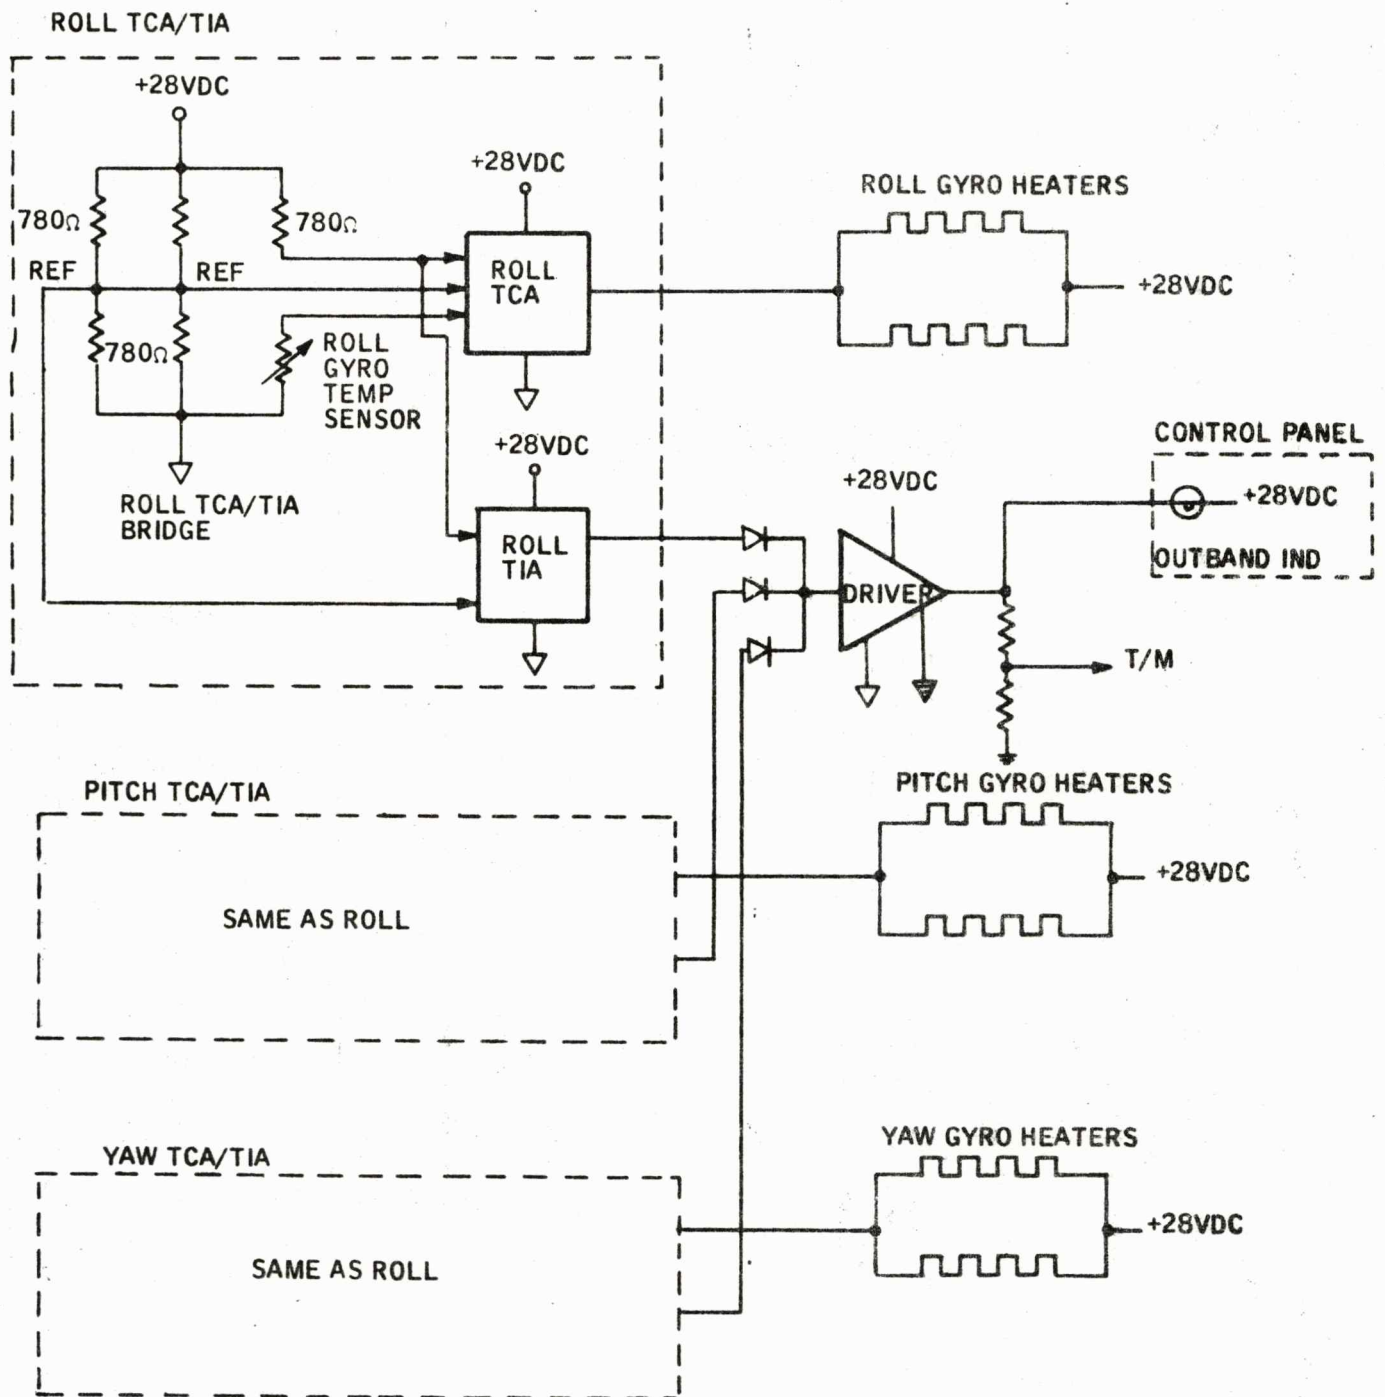 ROLL TCA/TIA
+28VDC
780Ω
780Ω
REF
REF
780Ω
ROLL
GYRO
TEMP
SENSOR
ROLL TCA/TIA
BRIDGE
+28VDC
ROLL
TCA
+28VDC
ROLL
TIA
ROLL GYRO HEATERS
+28VDC
+28VDC
DRIVER
CONTROL PANEL
+28VDC
OUTBAND IND
T/M
PITCH TCA/TIA
SAME AS ROLL
PITCH GYRO HEATERS
+28VDC
YAW TCA/TIA
SAME AS ROLL
YAW GYRO HEATERS
+28VDC